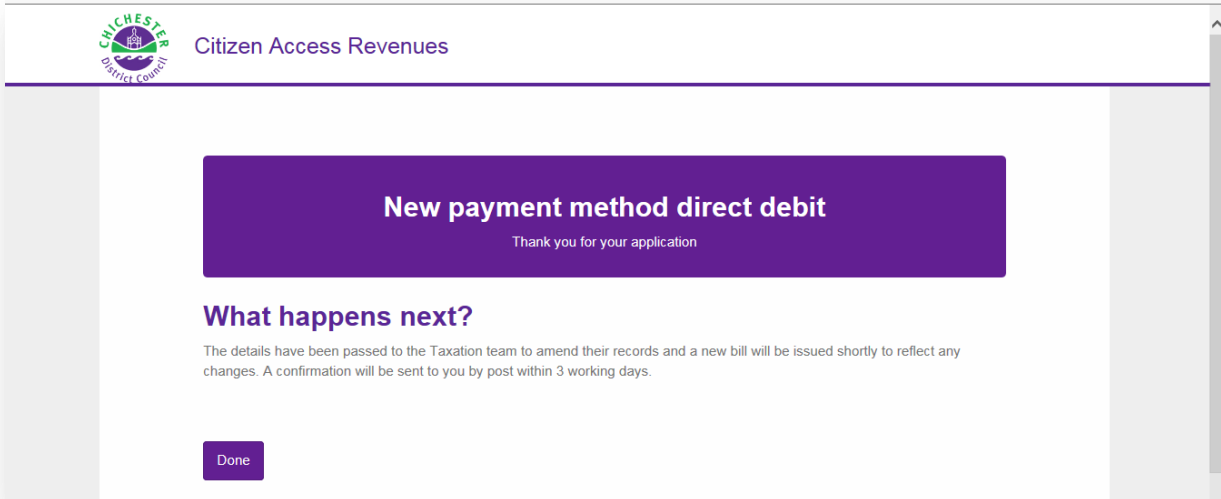 CHICHESTER
District Council
Citizen Access Revenues
New payment method direct debit
Thank you for your application
What happens next?
The details have been passed to the Taxation team to amend their records and a new bill will be issued shortly to reflect any
changes. A confirmation will be sent to you by post within 3 working days.
Done